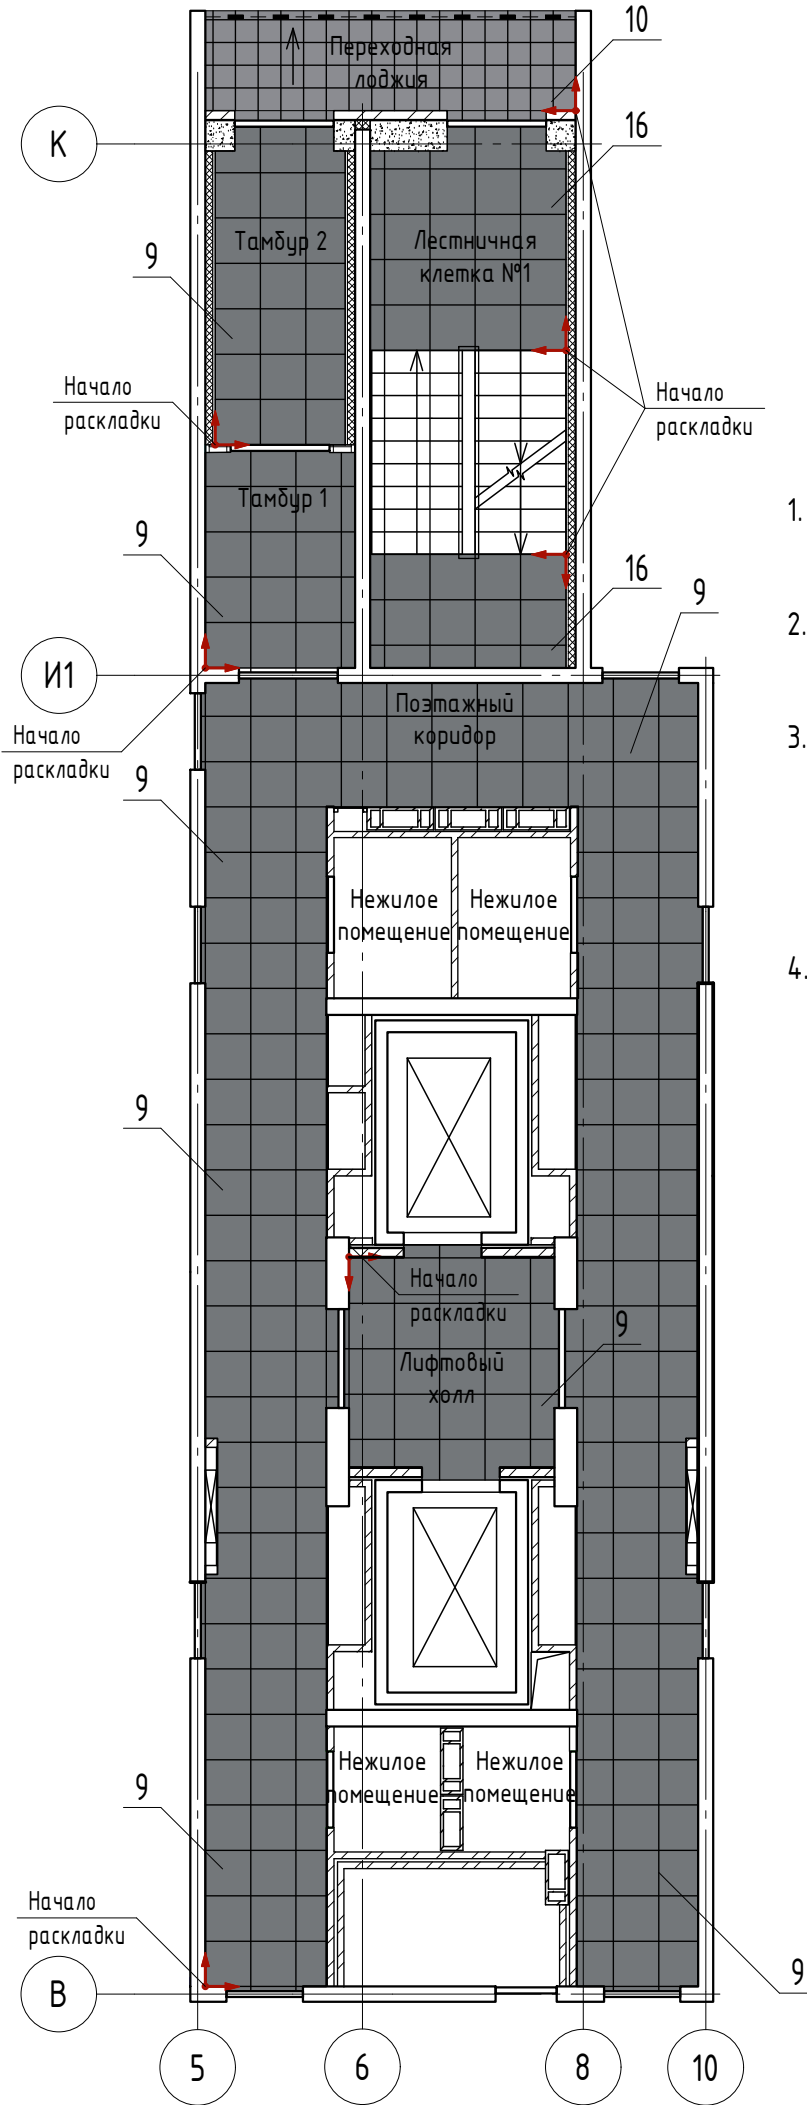 10
Переходная
лоджия
К
16
Тамбур 2
Лестничная
клетка №1
9
Начало
раскладки
Начало
раскладки
Тамбур 1
1.
9
16
9
2.
И1
Поэтажный
коридор
Начало
раскладки
3.
9
Нежилое
помещение
Нежилое
помещение
4.
9
Начало
раскладки
9
Лифтовый
холл
Нежилое
помещение
Нежилое
помещение
9
Начало
раскладки
9
В
5
6
8
10